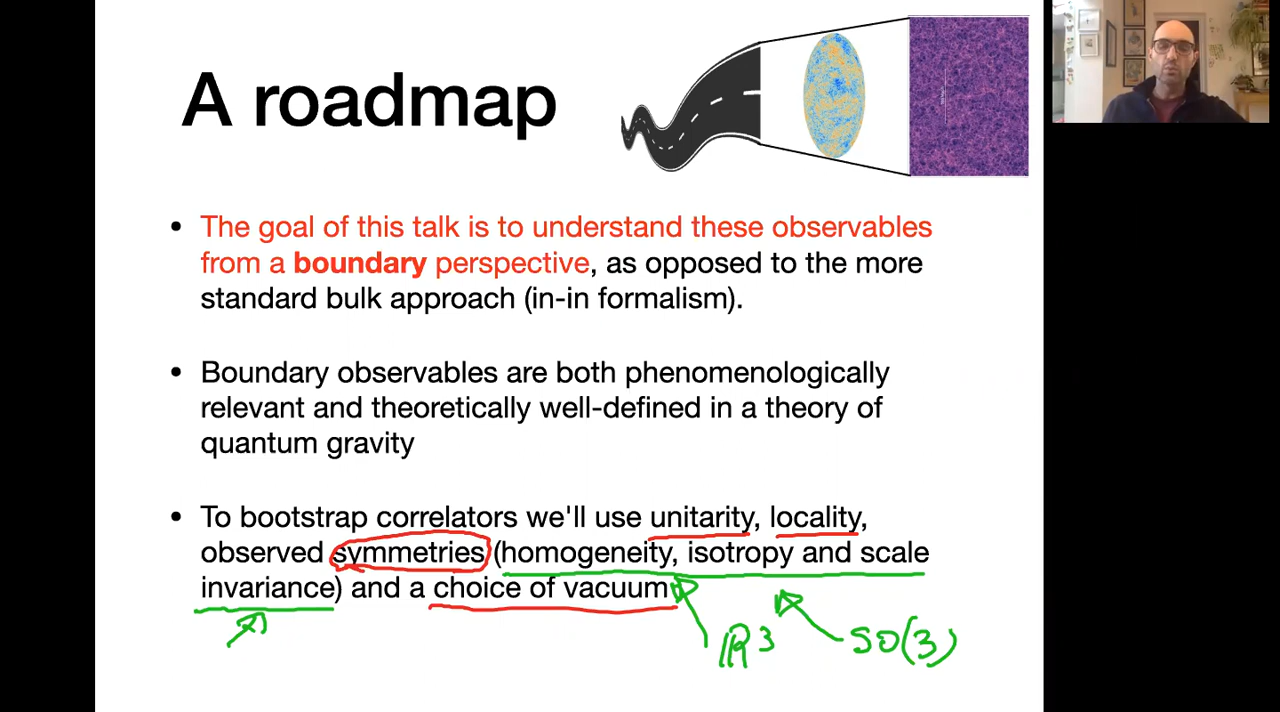 A roadmap
• The goal of this talk is to understand these observables
from a boundary perspective, as opposed to the more
standard bulk approach (in-in formalism).
• Boundary observables are both phenomenologically
relevant and theoretically well-defined in a theory of
quantum gravity
• To bootstrap correlators we'll use unitarity, locality,
observed symmetries (homogeneity, isotropy and scale
invariance) and a choice of vacuum
ℝ3 SO(3)